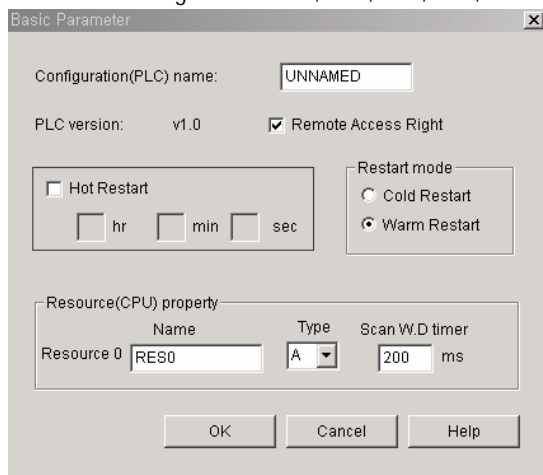 Basic Parameter
Configuration(PLC) name: UNNAMED
PLC version: v1.0 Remote Access Right
Restart mode
Hot Restart
Cold Restart
hr min sec
Warm Restart
Resource(CPU) property
Name Type Scan W.D timer
Resource 0 RES0 A 200 ms
OK Cancel Help